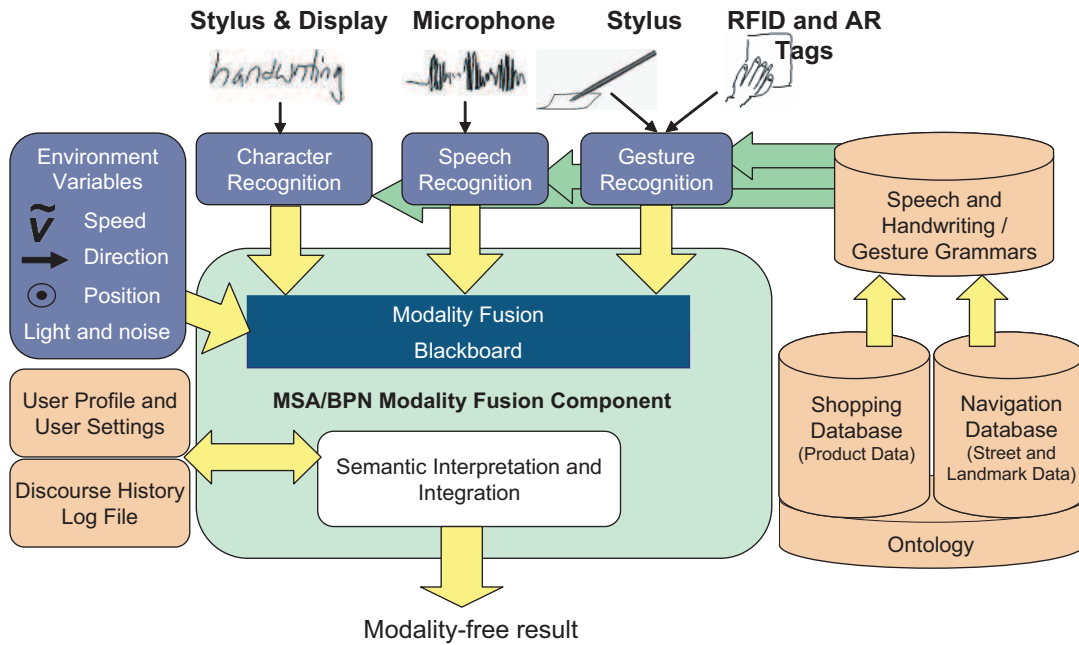 Stylus & Display
Microphone
Stylus
RFID and AR
Tags
handwriting
Environment
Variables
v
Speed
Direction
Position
Light and noise
Character
Recognition
Speech
Recognition
Gesture
Recognition
Speech and
Handwriting /
Gesture Grammars
Modality Fusion
Blackboard
MSA/BPN Modality Fusion Component
User Profile and
User Settings
Discourse History
Log File
Semantic Interpretation and
Integration
Shopping
Database
(Product Data)
Navigation
Database
(Street and
Landmark Data)
Ontology
Modality-free result